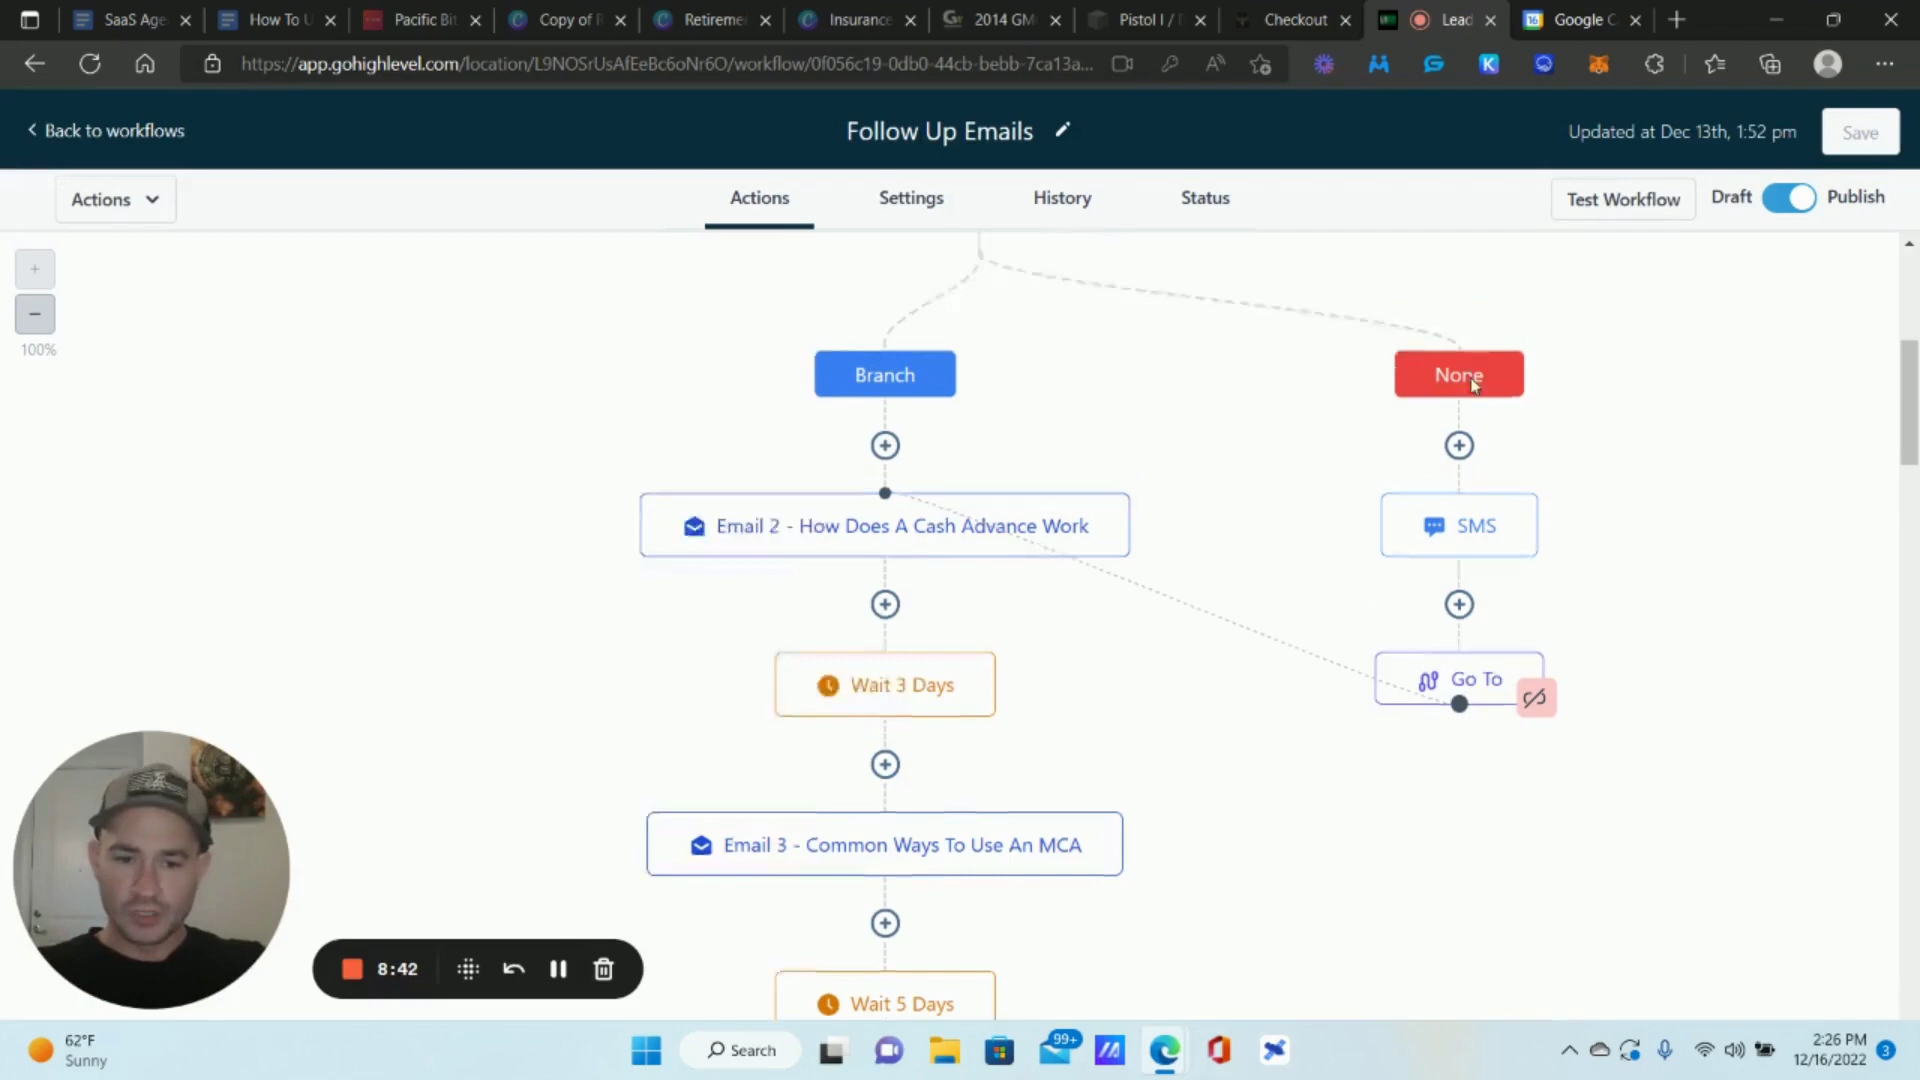 SaaS Age
How To U
Pacific Bit
Copy of R
Retireme
Insurance
2014 GM
Pistol I /
Checkout
Lead
Google C
https://app.gohighlevel.com/location/L9NOSrUsAfEeBc6oNr6O/workflow/0f056c19-0db0-44cb-bebb-7ca13a...
Back to workflows
Follow Up Emails
Updated at Dec 13th, 1:52 pm
Save
Actions
Actions
Settings
History
Status
Test Workflow
Draft
Publish
100%
Branch
None
Email 2 - How Does A Cash Advance Work
SMS
Wait 3 Days
Go To
Email 3 - Common Ways To Use An MCA
Wait 5 Days
8:42
62°F
Sunny
Search
99+
2:26 PM
12/16/2022
3